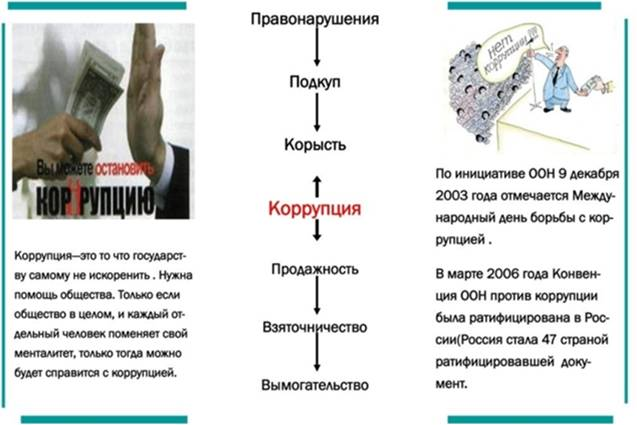 Вы можете остановить
КОРРУПЦИЮ
Коррупция—это то что государст-
ву самому не искоренить . Нужна
помощь общества. Только если
общество в целом, и каждый от-
дельный человек поменяет свой
менталитет, только тогда можно
будет справится с коррупцией.
Правонарушения
Подкуп
Корысть
Коррупция
Продажность
Взяточничество
Вымогательство
нет
коррупции!!!
По инициативе ООН 9 декабря
2003 года отмечается Между-
народный день борьбы с кор-
рупцией .
В марте 2006 года Конвен-
ция ООН против коррупции
была ратифицирована в Рос-
сии(Россия стала 47 страной
ратифицировавшей доку-
мент.